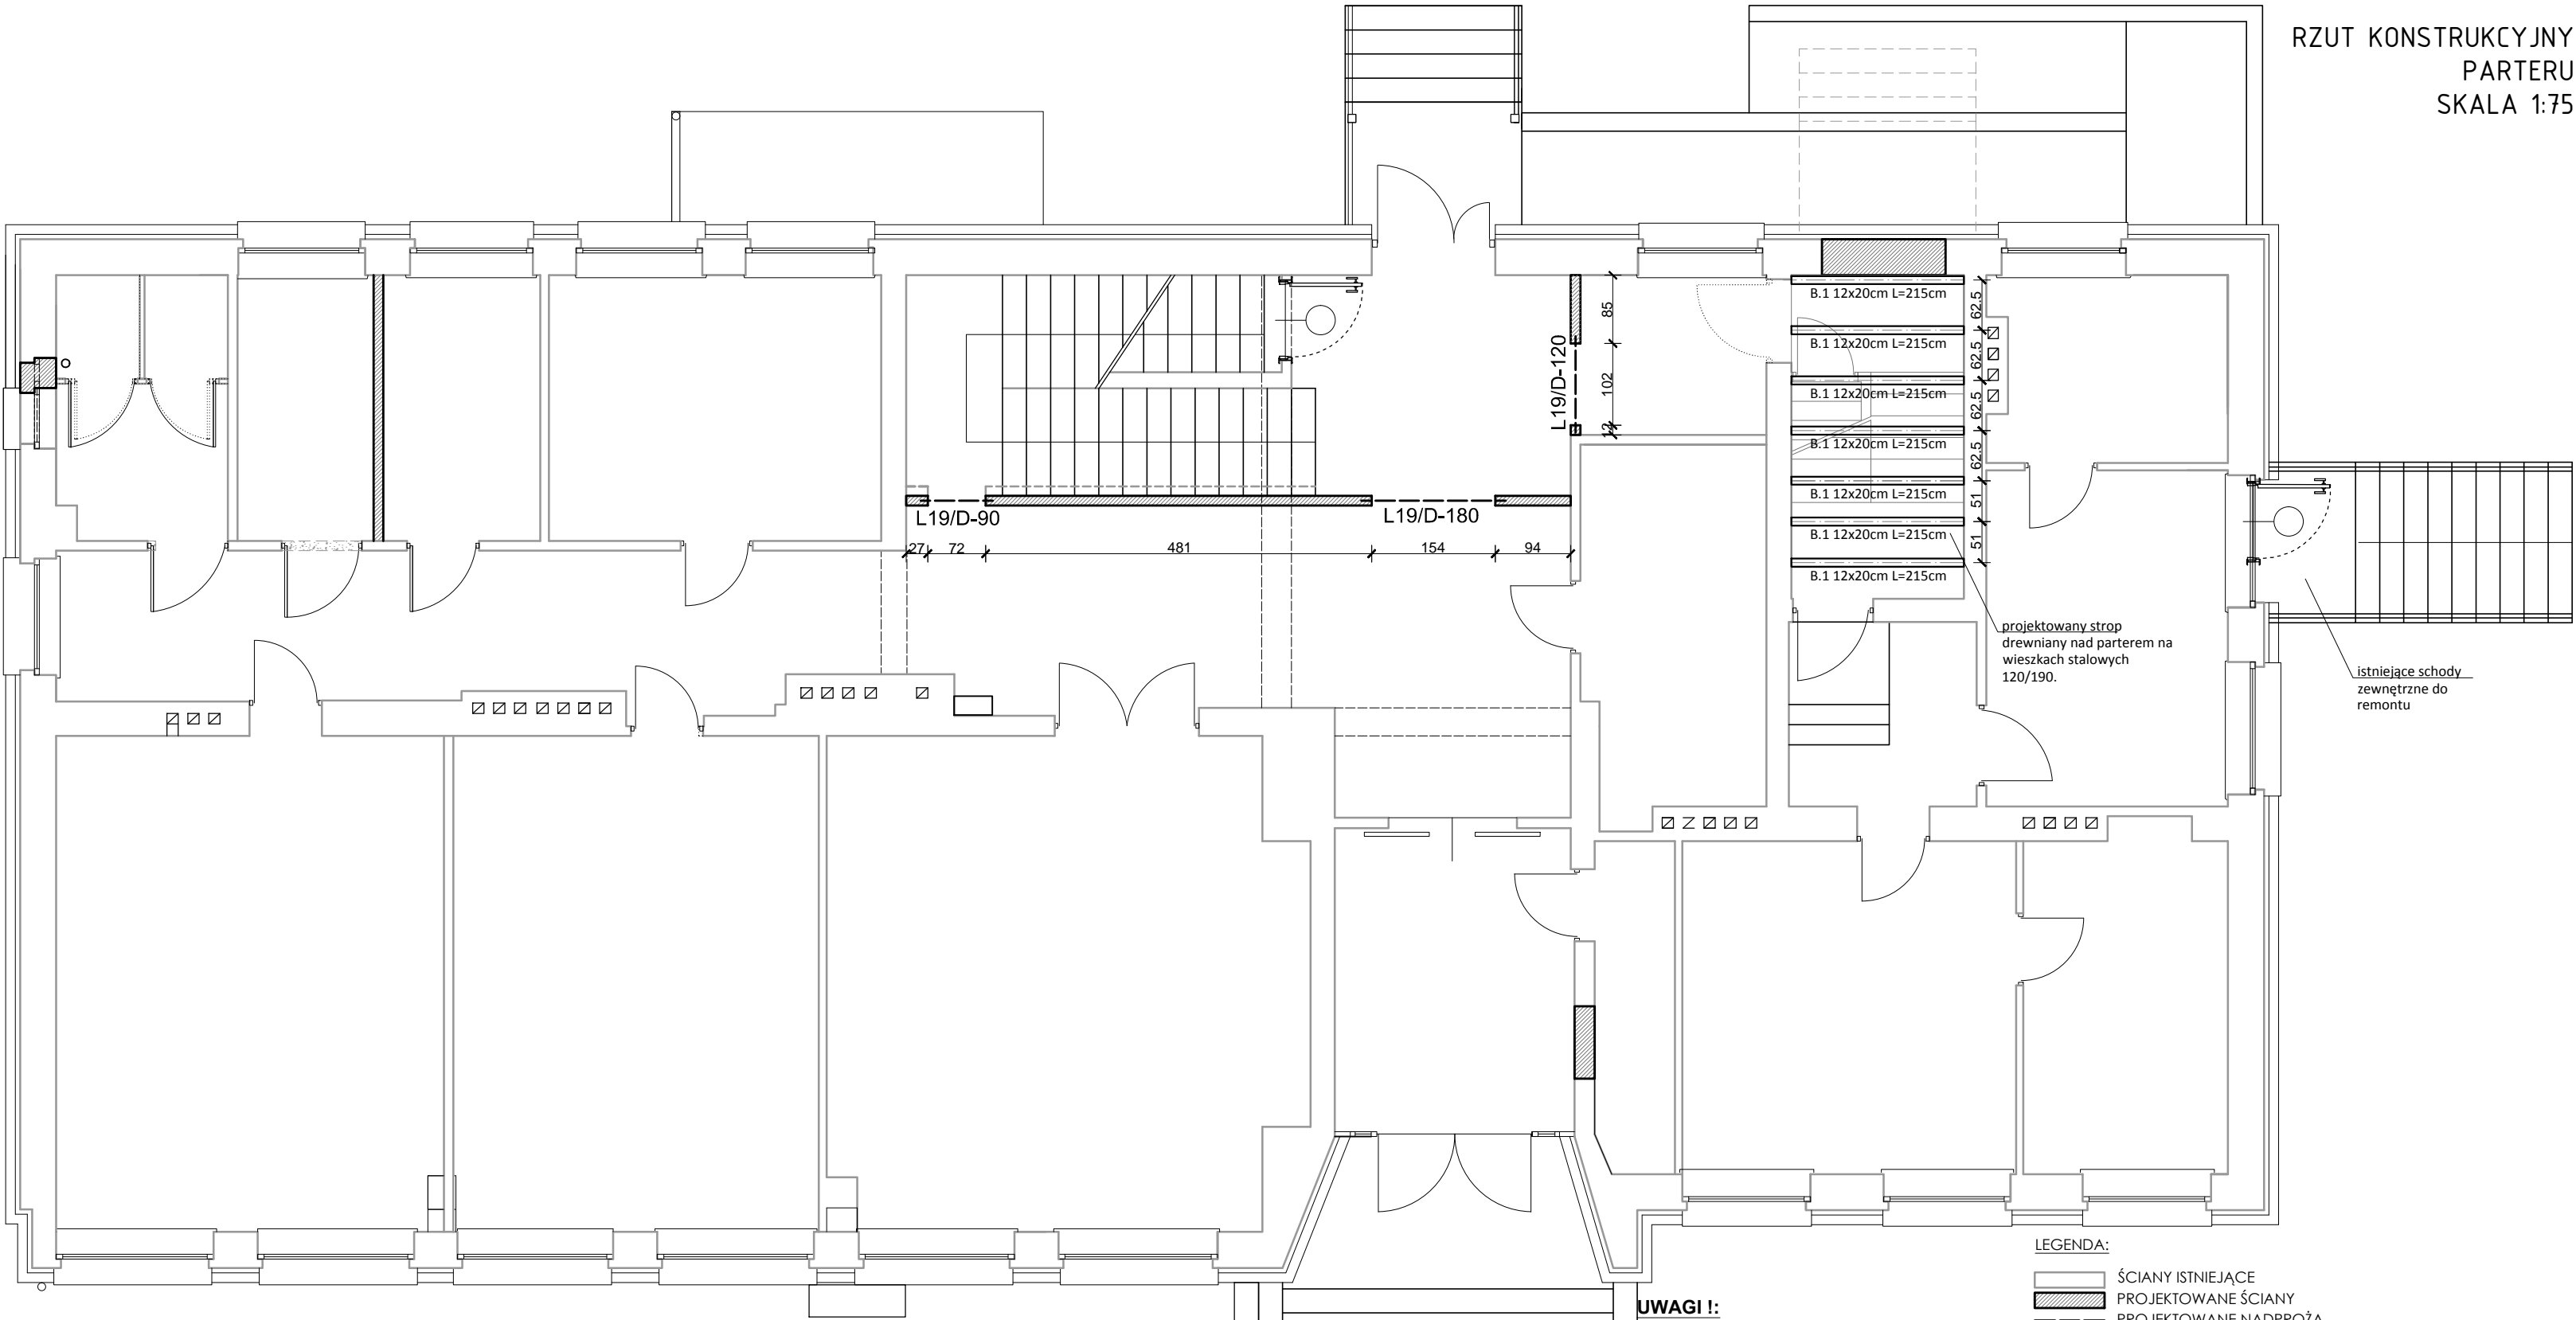 RZUT KONSTRUKCYJNY
PARTERU
SKALA 1:75
B.1 12x20cm L=215cm
B.1 12x20cm L=215cm
B.1 12x20cm L=215cm
B.1 12x20cm L=215cm
B.1 12x20cm L=215cm
B.1 12x20cm L=215cm
B.1 12x20cm L=215cm
62.5
62.5
62.5
62.5
51
51
85
102
12
L19/D-120
L19/D-90
L19/D-180
27 72 481 154 94
projektowany strop
drewniany nad parterem na
wieszkach stalowych
120/190.
istniejące schody
zewnętrzne do
remontu
LEGENDA:
ŚCIANY ISTNIEJĄCE
PROJEKTOWANE ŚCIANY
PROJEKTOWANE NADPROŻA
UWAGI !: